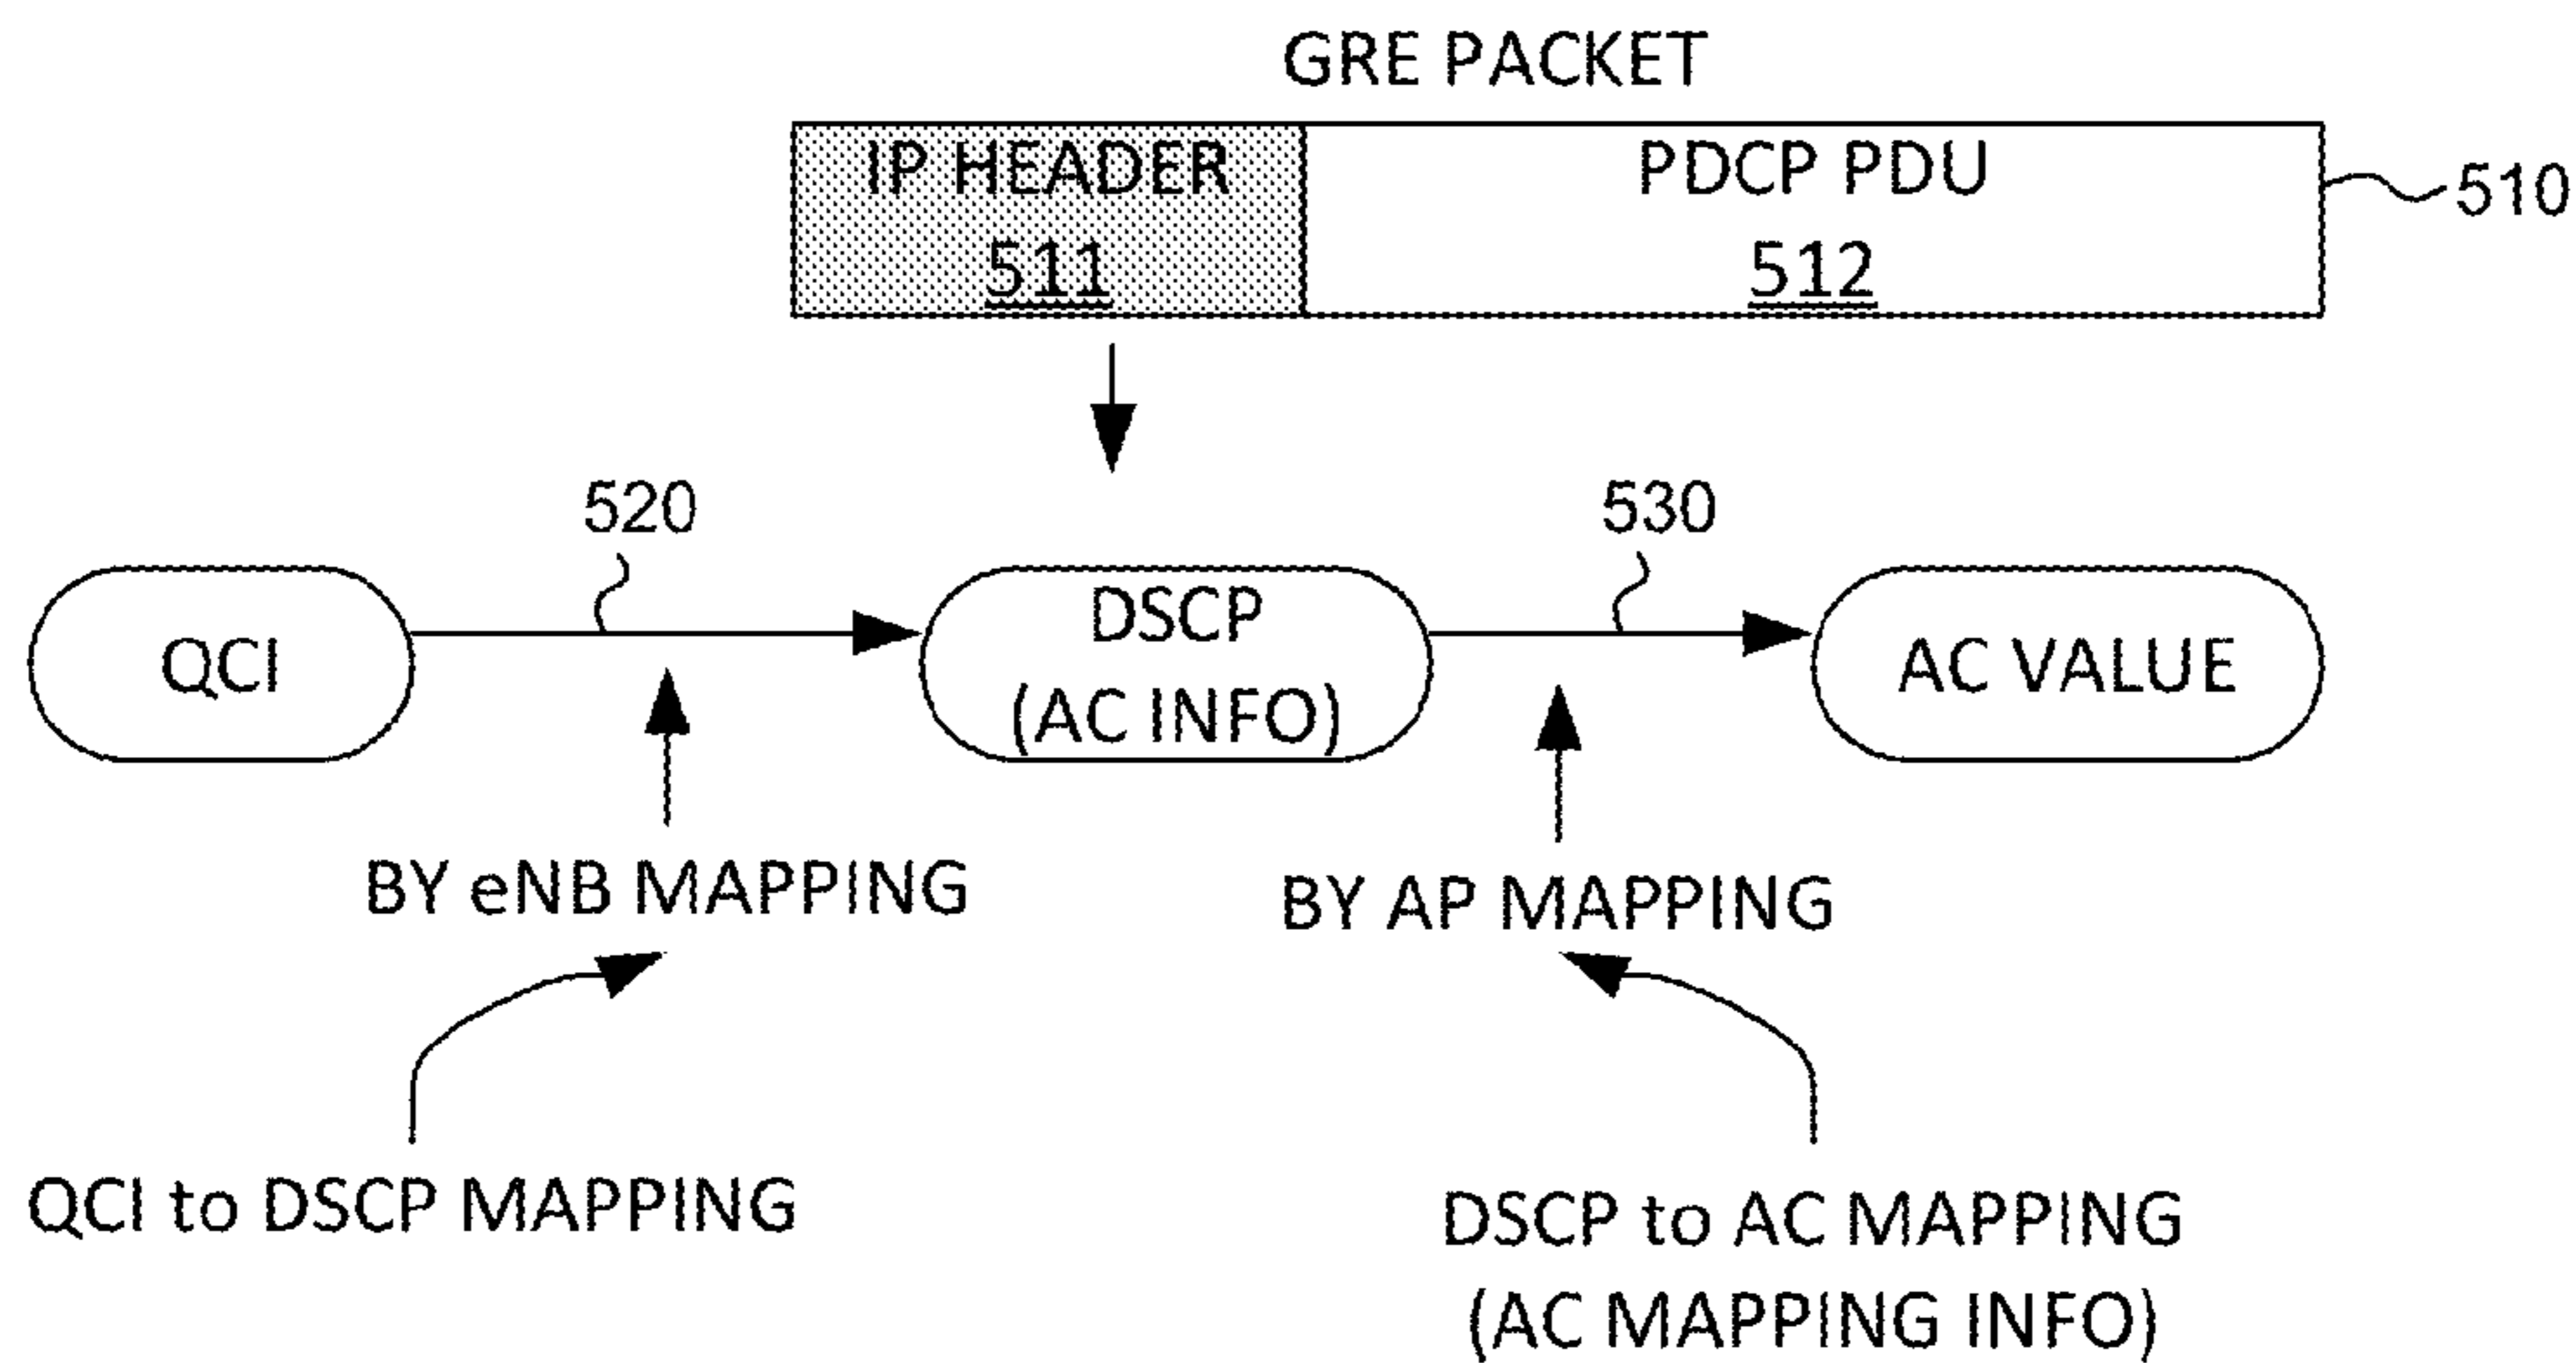 GRE PACKET
IP HEADER
511
PDCP PDU
512
510
520
530
QCI
DSCP
(AC INFO)
AC VALUE
BY eNB MAPPING
BY AP MAPPING
QCI to DSCP MAPPING
DSCP to AC MAPPING
(AC MAPPING INFO)